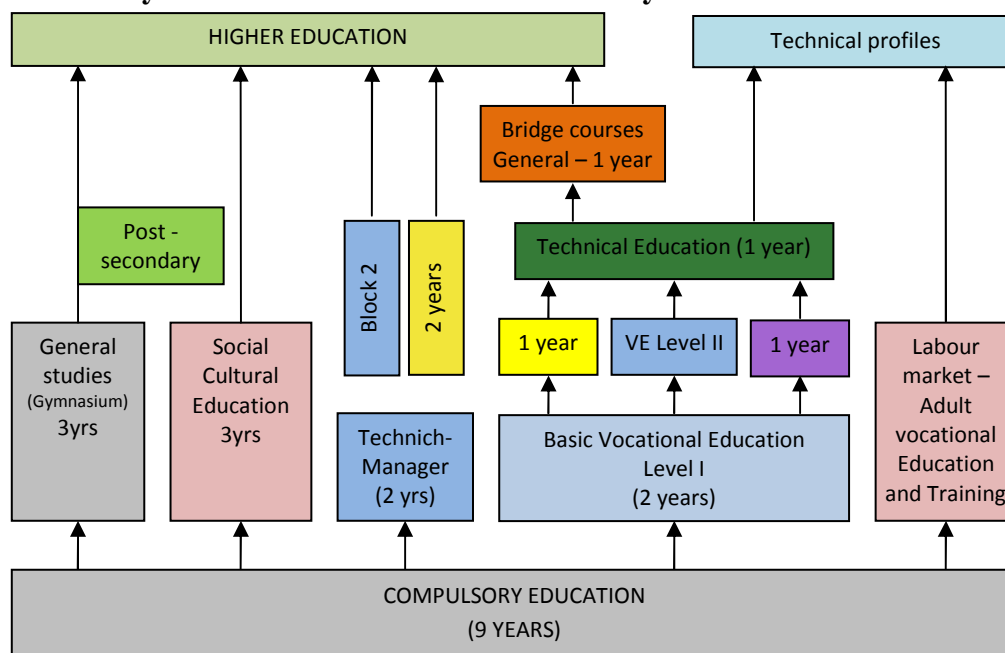 HIGHER EDUCATION
Technical profiles
Bridge courses
General – 1 year
Post -
secondary
Block 2
2 years
Technical Education (1 year)
General
studies
(Gymnasium)
3yrs
Social
Cultural
Education
3yrs
1 year
VE Level II
1 year
Labour
market –
Adult
vocational
Education
and Training
Technich-
Manager
(2 yrs)
Basic Vocational Education
Level I
(2 years)
COMPULSORY EDUCATION
(9 YEARS)